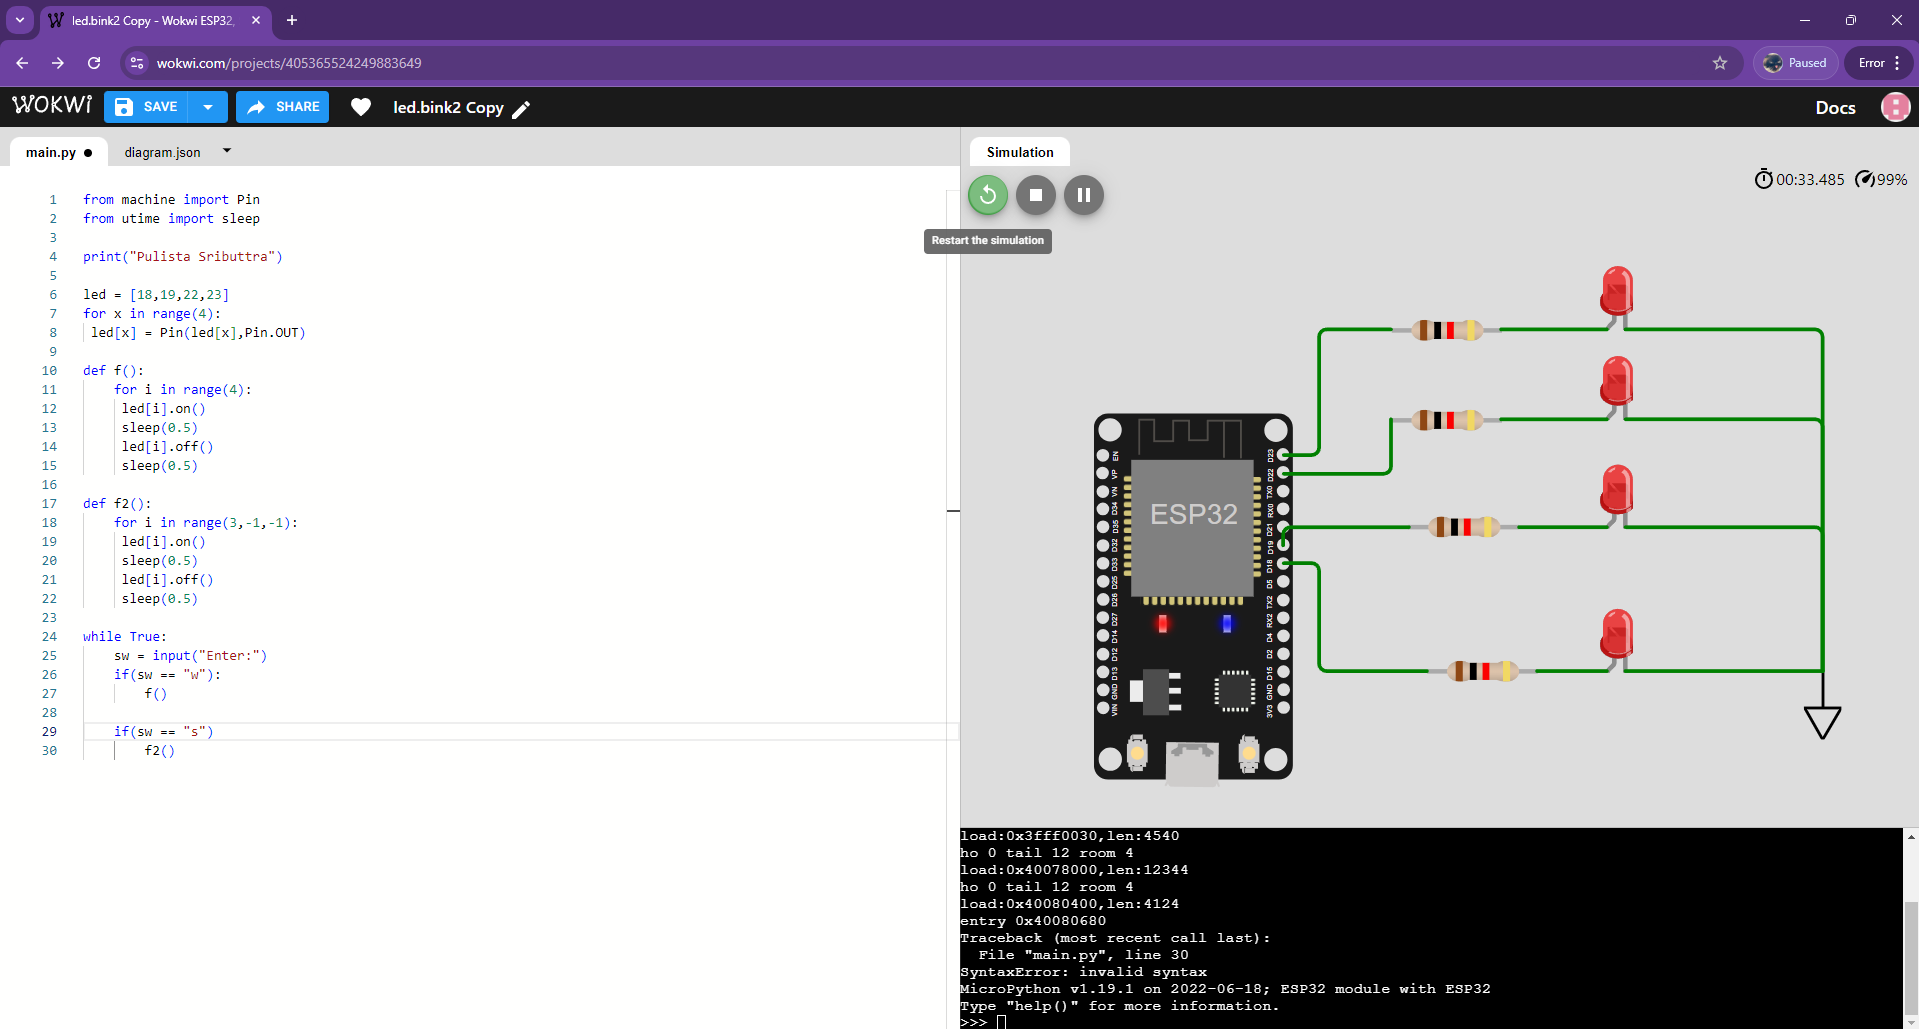 led.bink2 Copy - Wokwi ESP32,
wokwi.com/projects/405365524249883649
Paused
Error
WOKWi
SAVE
SHARE
led.bink2 Copy
Docs
main.py
diagram.json
1 from machine import Pin
2 from utime import sleep
3
4 print("Pulista Sributtra")
5
6 led = [18,19,22,23]
7 for x in range(4):
8 led[x] = Pin(led[x],Pin.OUT)
9
10 def f():
11 for i in range(4):
12 led[i].on()
13 sleep(0.5)
14 led[i].off()
15 sleep(0.5)
16
17 def f2():
18 for i in range(3,-1,-1):
19 led[i].on()
20 sleep(0.5)
21 led[i].off()
22 sleep(0.5)
23
24 while True:
25 sw = input("Enter:")
26 if(sw == "w"):
27 f()
28
29 if(sw == "s")
30 f2()
Simulation
00:33.485
99%
Restart the simulation
ESP32
EN
VP
VN
D34
D35
D32
D33
D25
D26
D27
D14
D12
D13
GND
VIN
D23
D22
TX0
RX0
D21
D19
D18
D5
TX2
RX2
D4
D2
D15
GND
3V3
load:0x3fff0030,len:4540
ho 0 tail 12 room 4
load:0x40078000,len:12344
ho 0 tail 12 room 4
load:0x40080400,len:4124
entry 0x40080680
Traceback (most recent call last):
File "main.py", line 30
SyntaxError: invalid syntax
MicroPython v1.19.1 on 2022-06-18; ESP32 module with ESP32
Type "help()" for more information.
>>>